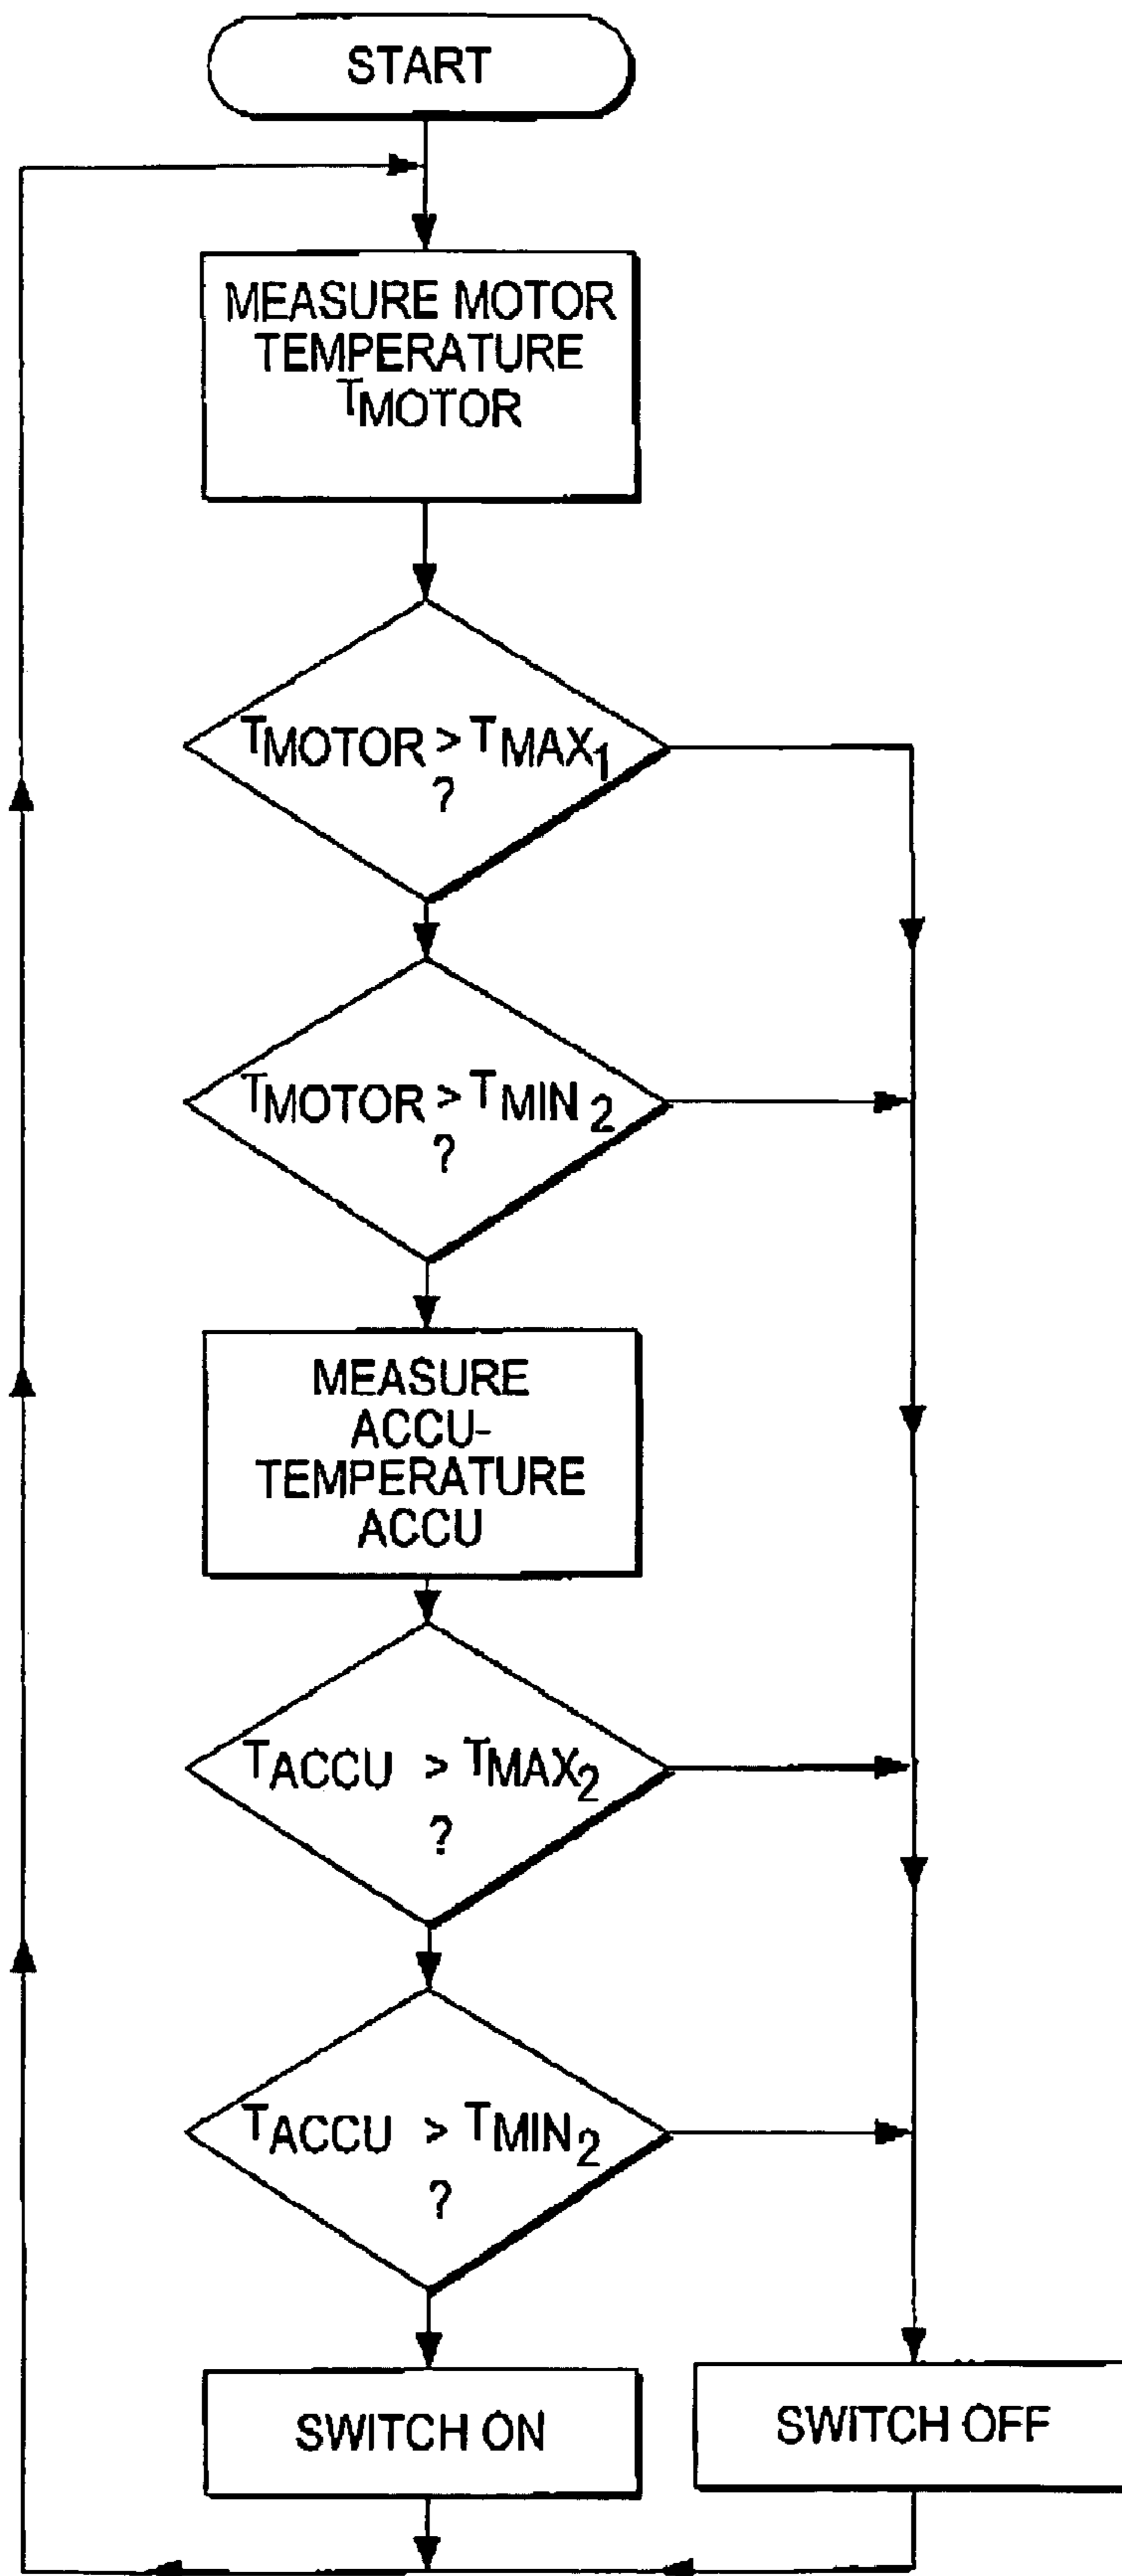 START
MEASURE MOTOR
TEMPERATURE
TMOTOR
TMOTOR > TMAX1
?
TMOTOR > TMIN 2
?
MEASURE
ACCU-
TEMPERATURE
ACCU
TACCU > TMAX2
?
TACCU > TMIN2
?
SWITCH ON
SWITCH OFF